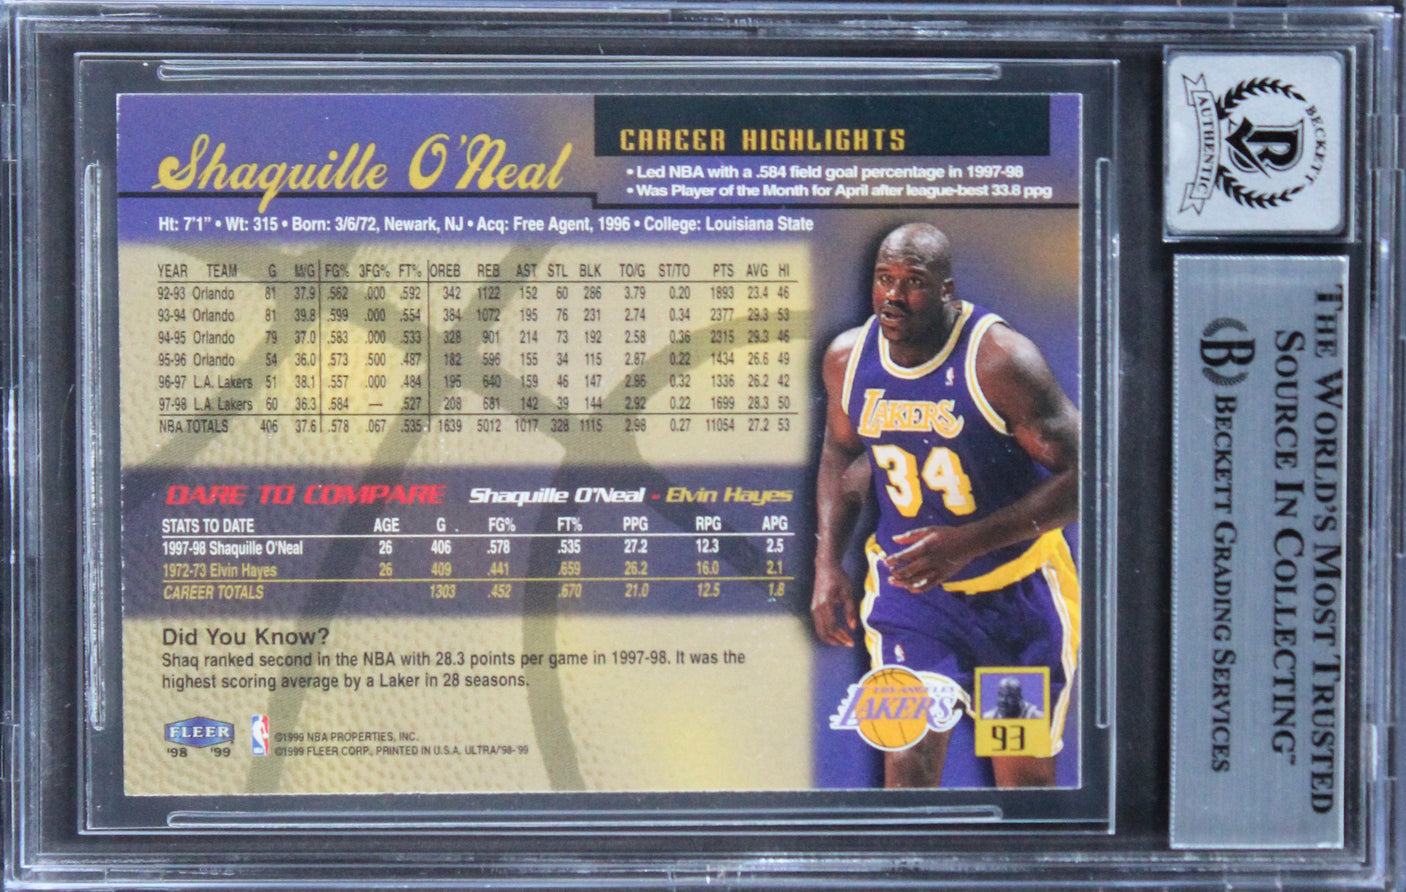 Shaquille O'Neal
CAREER HIGHLIGHTS
• Led NBA with a .584 field goal percentage in 1997-98
• Was Player of the Month for April after league-best 33.8 ppg
Ht: 7'1" • Wt: 315 • Born: 3/6/72, Newark, NJ • Acq: Free Agent, 1996 • College: Louisiana State
YEAR TEAM G M/G FG% 3FG% FT% OREB REB AST STL BLK TO/G ST/TO PTS AVG HI
92-93 Orlando 81 37.9 .562 .000 .592 342 1122 152 60 286 3.79 0.20 1893 23.4 46
93-94 Orlando 81 39.8 .599 .000 .554 384 1072 195 76 231 2.74 0.34 2377 29.3 53
94-95 Orlando 79 37.0 .583 .000 .533 328 901 214 73 192 2.58 0.36 2315 29.3 46
95-96 Orlando 54 36.0 .573 .500 .487 182 596 155 34 115 2.87 0.22 1434 26.6 49
96-97 L.A. Lakers 51 38.1 .557 .000 .484 195 640 159 46 147 2.96 0.32 1336 26.2 42
97-98 L.A. Lakers 60 36.3 .584 — .527 208 681 142 39 144 2.92 0.22 1699 28.3 50
NBA TOTALS 406 37.6 .578 .067 .535 1639 5012 1017 328 1115 2.98 0.27 11054 27.2 53
DARE TO COMPARE Shaquille O'Neal - Elvin Hayes
STATS TO DATE AGE G FG% FT% PPG RPG APG
1997-98 Shaquille O'Neal 26 406 .578 .535 27.2 12.3 2.5
1972-73 Elvin Hayes 26 409 .441 .659 26.2 16.0 2.1
CAREER TOTALS 1303 .452 .670 21.0 12.5 1.8
Did You Know?
Shaq ranked second in the NBA with 28.3 points per game in 1997-98. It was the
highest scoring average by a Laker in 28 seasons.
FLEER
'98 '99
©1999 NBA PROPERTIES, INC.
©1999 FLEER CORP., PRINTED IN U.S.A. ULTRA/'98-'99
LAKERS
34
LOS ANGELES
LAKERS
93
BECKETT
AUTHENTIC
THE WORLD'S MOST TRUSTED
SOURCE IN COLLECTING™
B BECKETT GRADING SERVICES